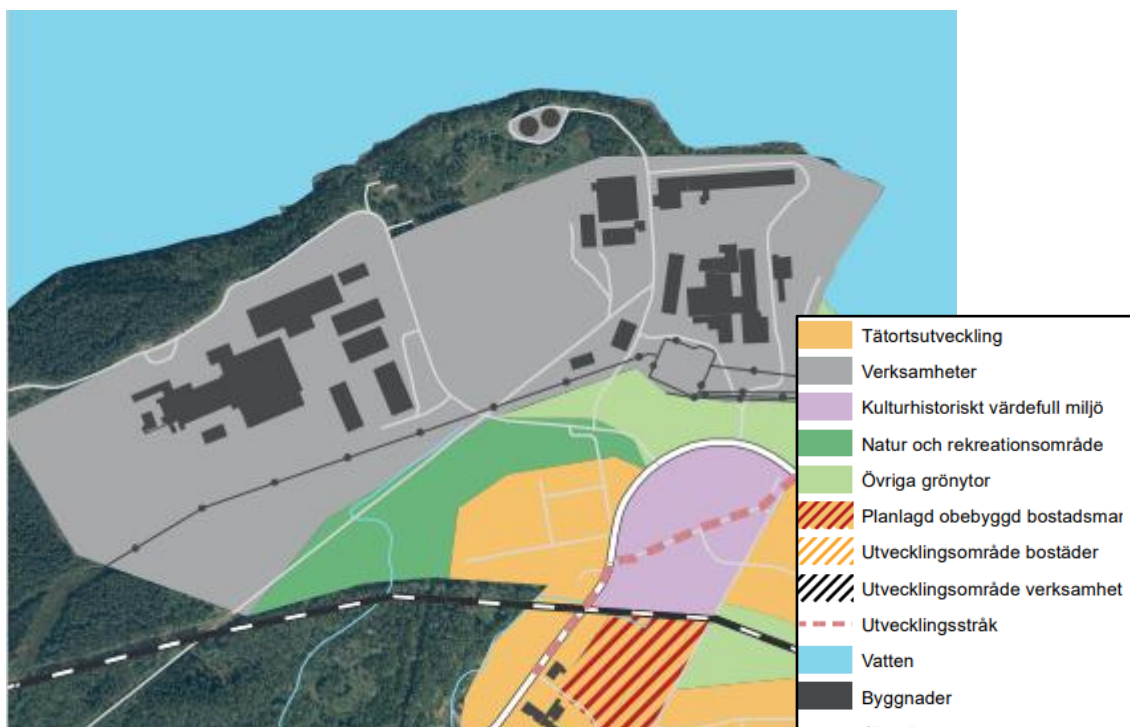 Tätortsutveckling
Verksamheter
Kulturhistoriskt värdefull miljö
Natur och rekreationsområde
Övriga grönytor
Planlagd obebyggd bostadsmar
Utvecklingsområde bostäder
Utvecklingsområde verksamhet
Utvecklingsstråk
Vatten
Byggnader